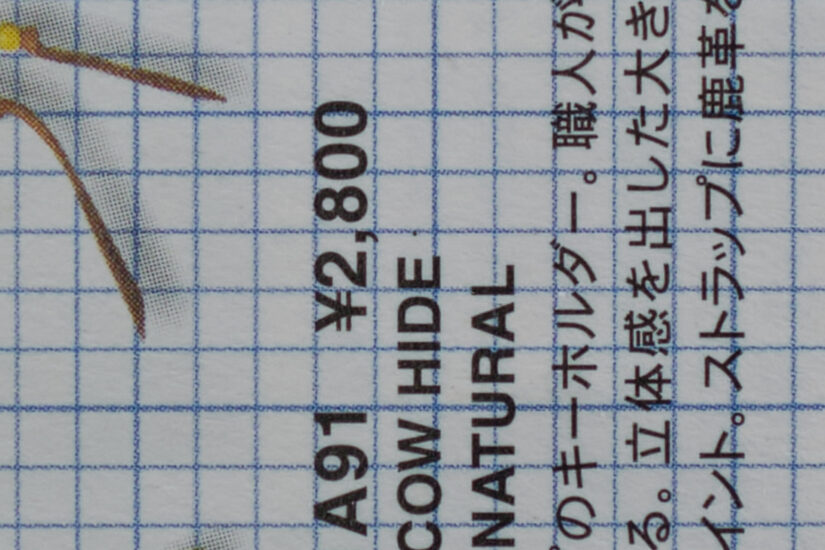 A91 ¥2,800
COW HIDE
NATURAL
のキーホルダー。職人が
る。立体感を出した大き
イント。ストラップに鹿革を